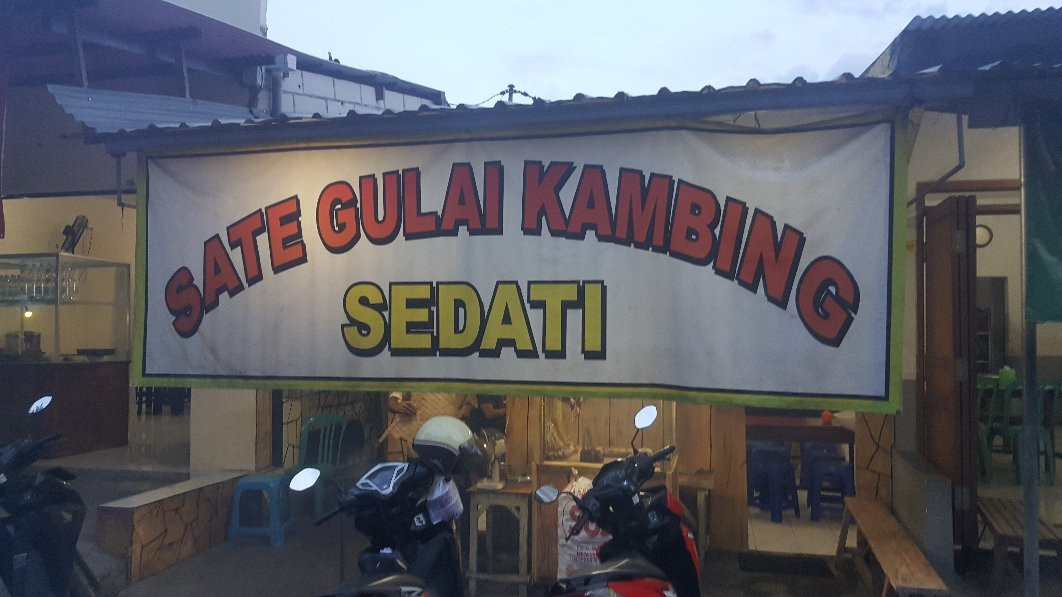 SATE GULAI KAMBING
SEDATI